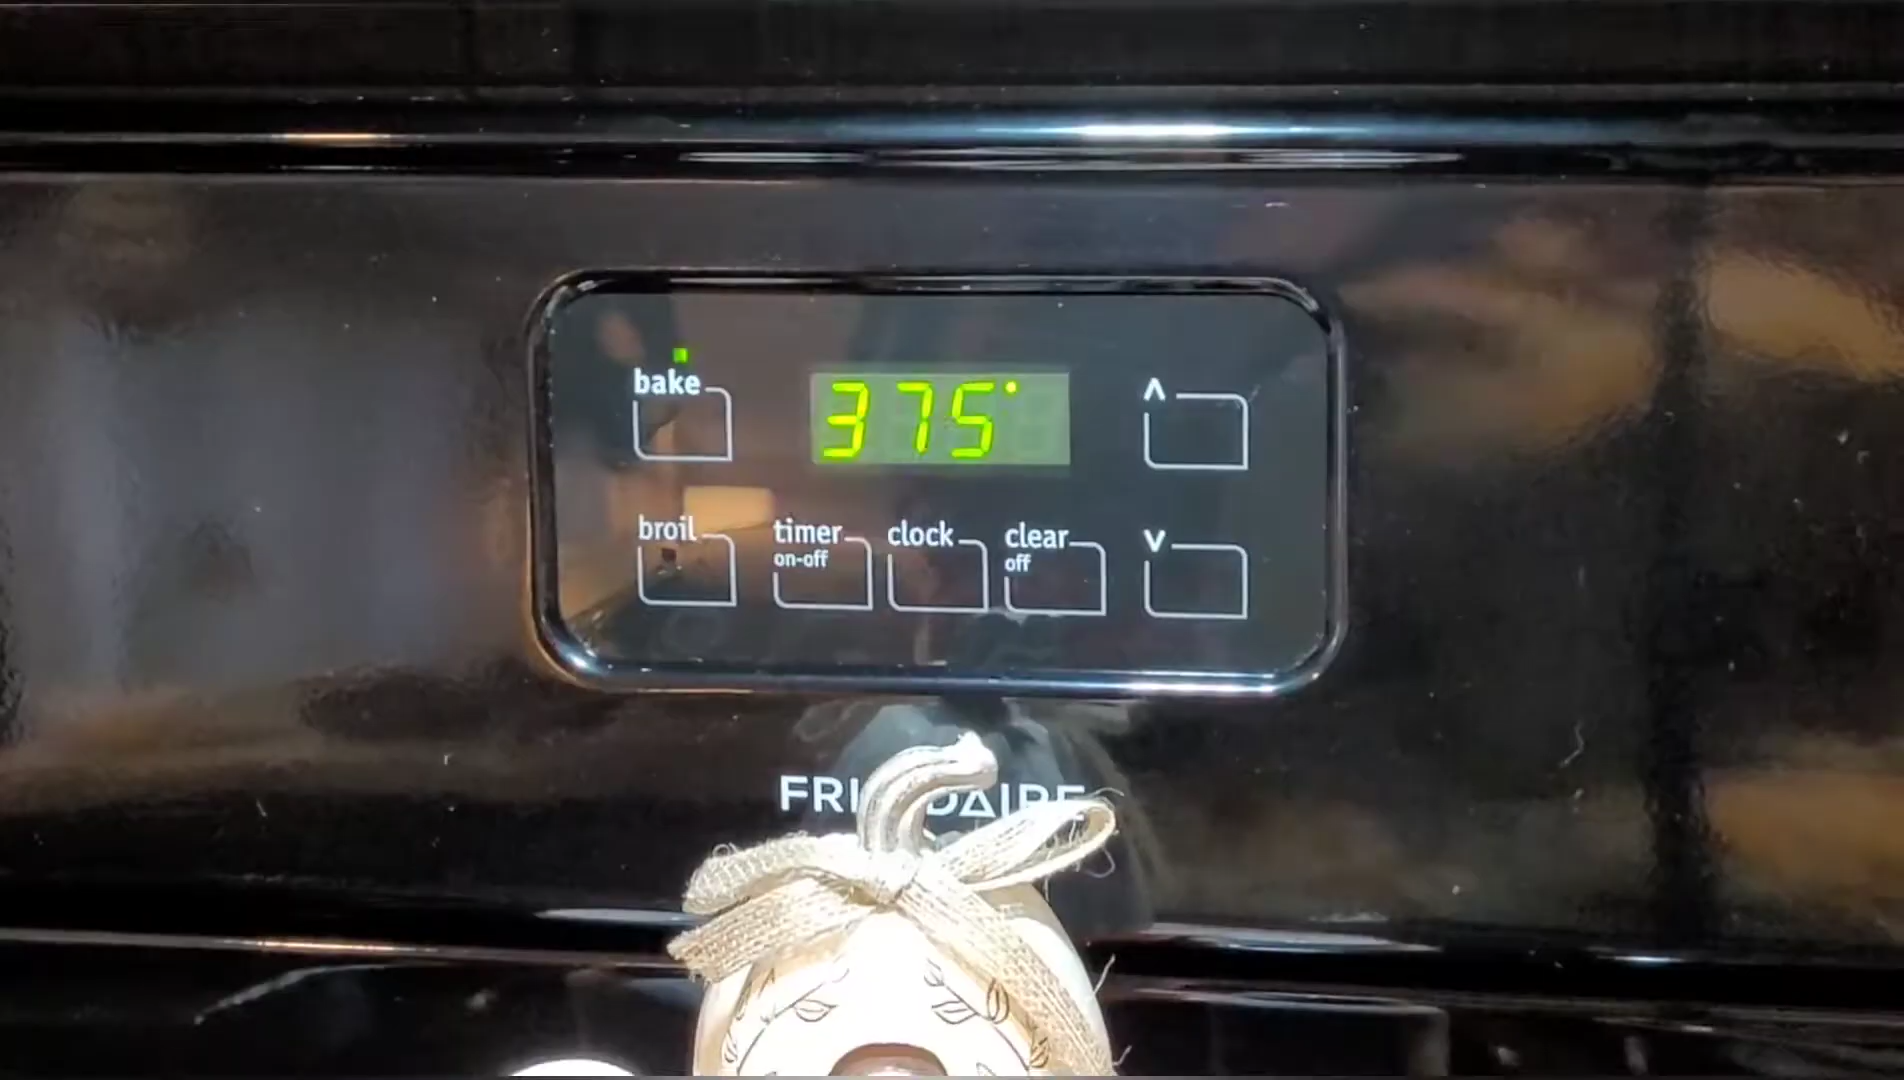 bake
375°
^
broil
timer
on-off
clock
clear
off
v
FRIGIDAIRE